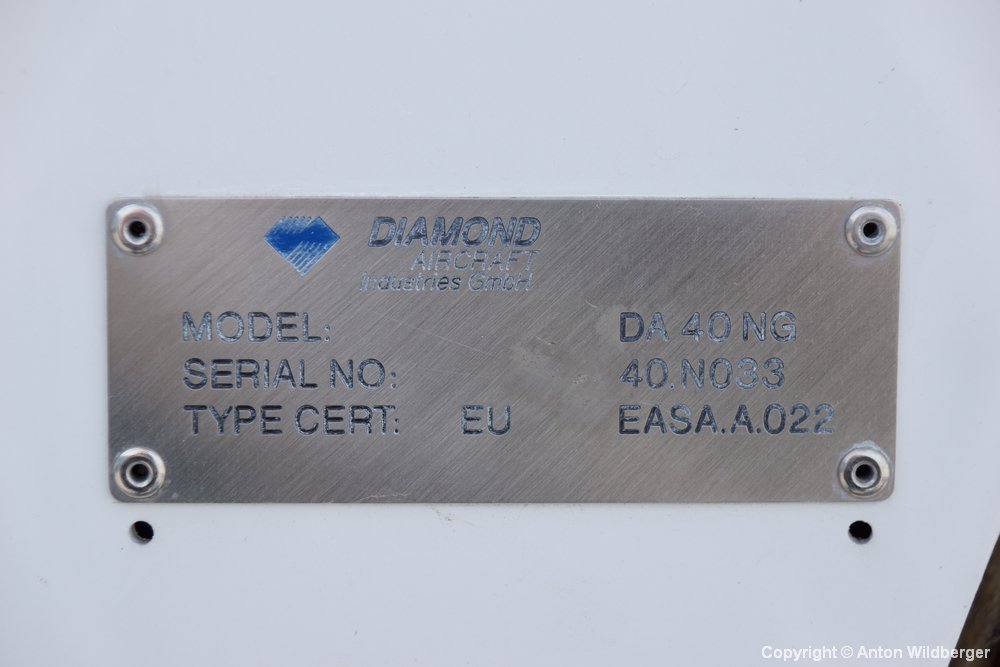 DIAMOND
AIRCRAFT
Industries GmbH
MODEL: DA 40 NG
SERIAL NO: 40.N033
TYPE CERT: EU EASA.A.022
Copyright © Anton Wildberger